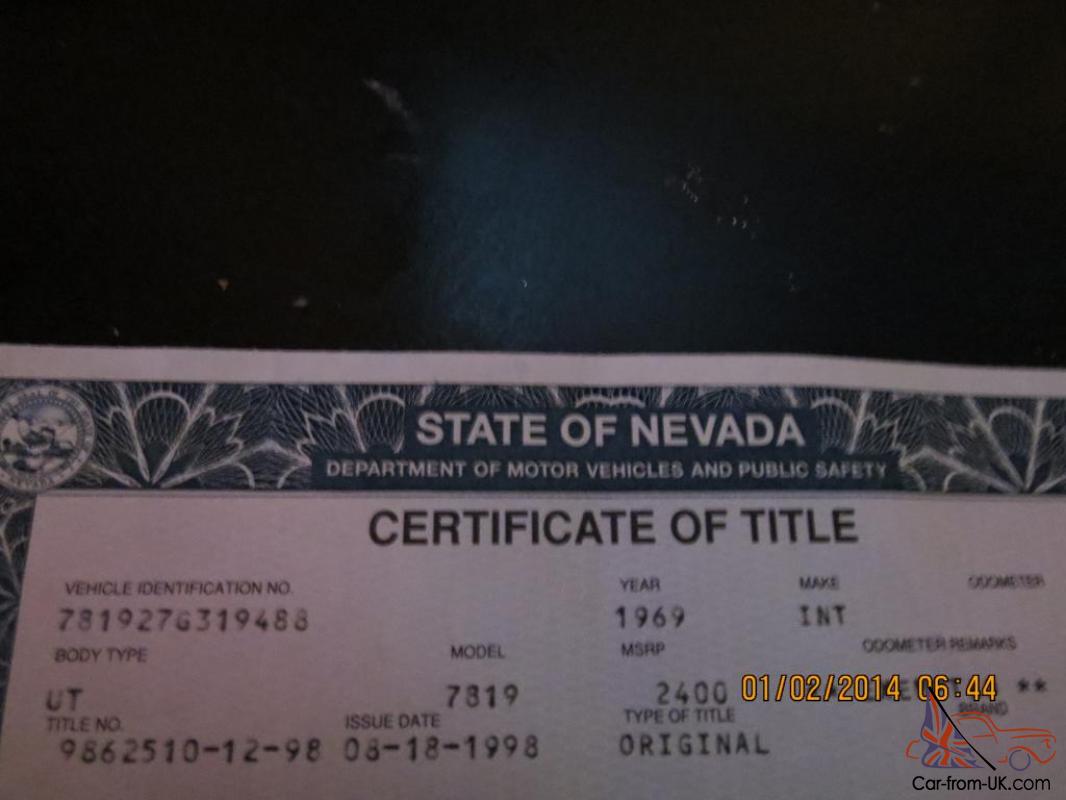 STATE OF NEVADA
DEPARTMENT OF MOTOR VEHICLES AND PUBLIC SAFETY
CERTIFICATE OF TITLE
VEHICLE IDENTIFICATION NO. YEAR MAKE ODOMETER
781927G319488 1969 INT
BODY TYPE MODEL MSRP ODOMETER REMARKS
UT 7819 2400 01/02/2014 06:44 **
TITLE NO. ISSUE DATE TYPE OF TITLE BRAND
9862510-12-98 08-18-1998 ORIGINAL
Car-from-UK.com